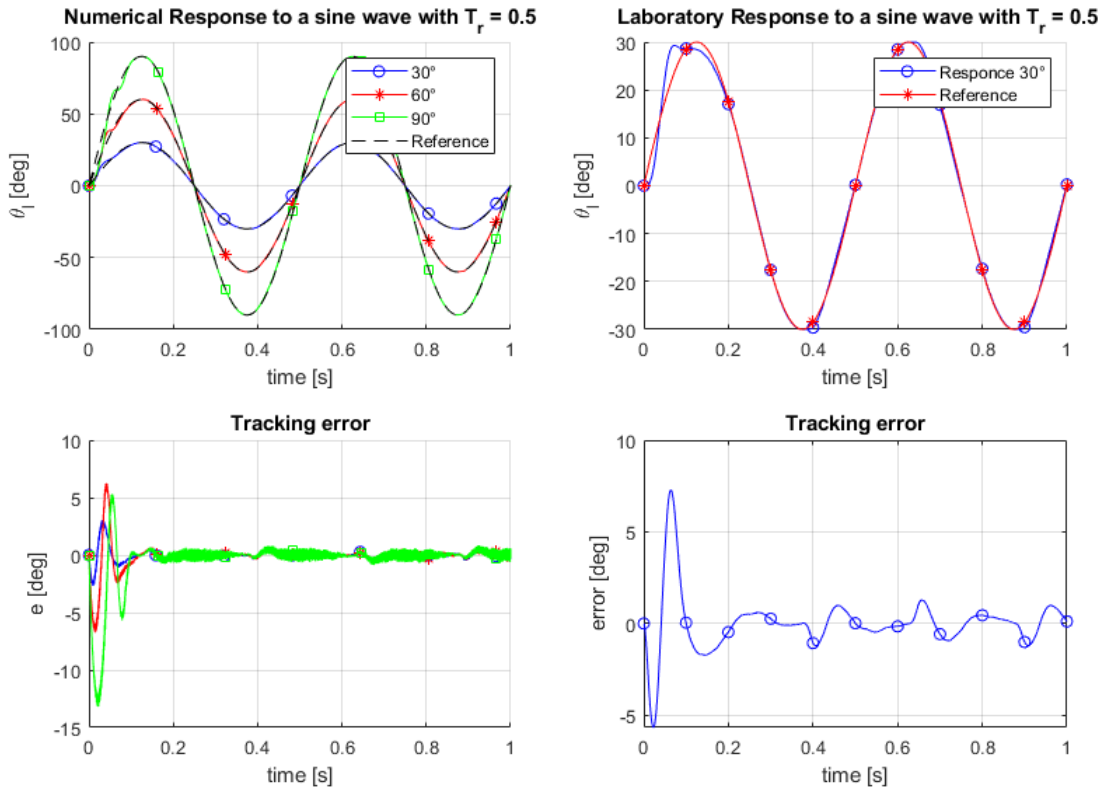 Numerical Response to a sine wave with T_r = 0.5
100
50
0
-50
-100
θ_l [deg]
30°
60°
90°
Reference
0 0.2 0.4 0.6 0.8 1
time [s]
Laboratory Response to a sine wave with T_r = 0.5
30
20
10
0
-10
-20
-30
θ_l [deg]
Responce 30°
Reference
0 0.2 0.4 0.6 0.8 1
time [s]
Tracking error
10
5
0
-5
-10
-15
e [deg]
0 0.2 0.4 0.6 0.8 1
time [s]
Tracking error
10
5
0
-5
error [deg]
0 0.2 0.4 0.6 0.8 1
time [s]